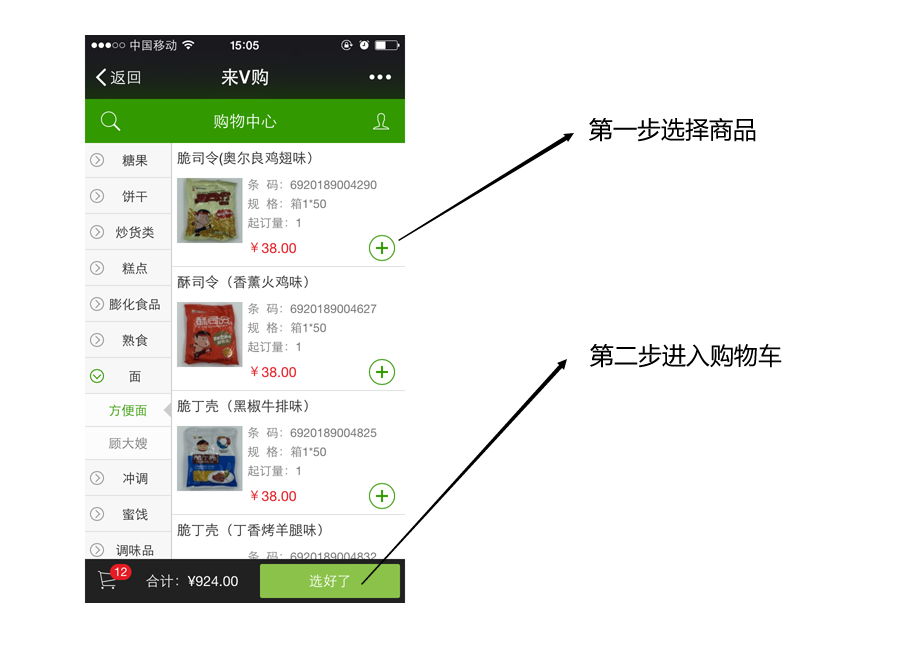 中国移动 15:05
返回 来V购
购物中心
糖果
饼干
炒货类
糕点
膨化食品
熟食
面
方便面
顾大嫂
冲调
蜜饯
调味品
脆司令(奥尔良鸡翅味）
条 码：6920189004290
规 格：箱1*50
起订量：1
￥38.00
酥司令（香薰火鸡味）
条 码：6920189004627
规 格：箱1*50
起订量：1
￥38.00
脆丁壳（黑椒牛排味）
条 码：6920189004825
规 格：箱1*50
起订量：1
￥38.00
脆丁壳（丁香烤羊腿味）
条 码：6920189004832
12 合计：¥924.00 选好了
第一步选择商品
第二步进入购物车